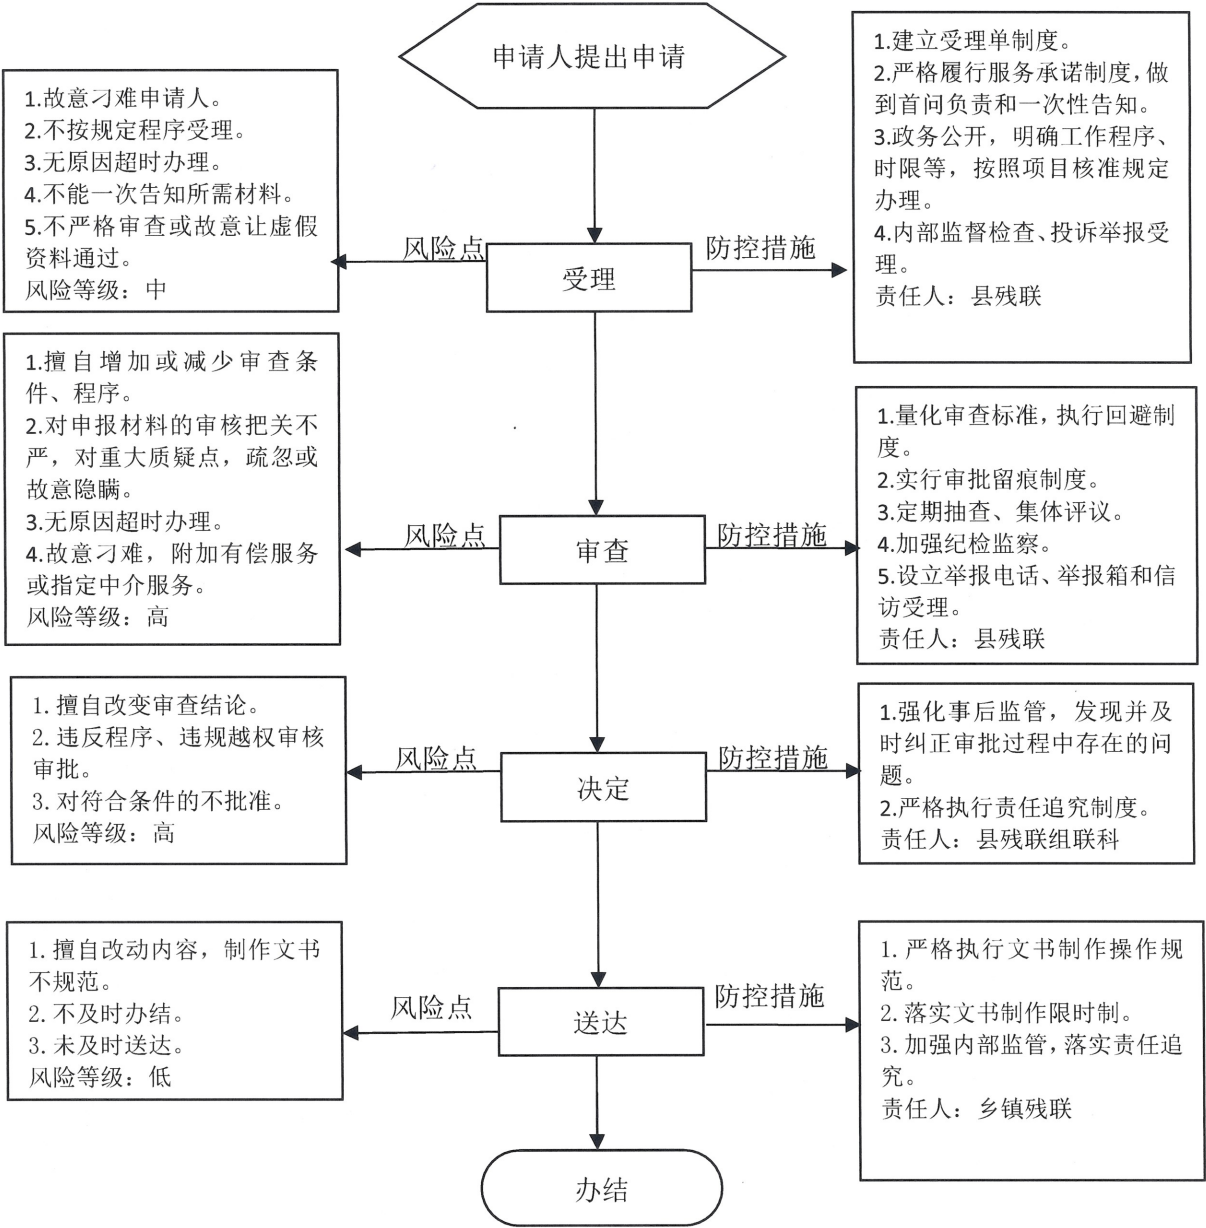 申请人提出申请
1.故意刁难申请人。
2.不按规定程序受理。
3.无原因超时办理。
4.不能一次告知所需材料。
5.不严格审查或故意让虚假
资料通过。
风险等级：中
风险点
受理
防控措施
1.建立受理单制度。
2.严格履行服务承诺制度，做
到首问负责和一次性告知。
3.政务公开，明确工作程序、
时限等，按照项目核准规定
办理。
4.内部监督检查、投诉举报受
理。
责任人：县残联
1.擅自增加或减少审查条
件、程序。
2.对申报材料的审核把关不
严，对重大质疑点，疏忽或
故意隐瞒。
3.无原因超时办理。
4.故意刁难，附加有偿服务
或指定中介服务。
风险等级：高
风险点
审查
防控措施
1.量化审查标准，执行回避制
度。
2.实行审批留痕制度。
3.定期抽查、集体评议。
4.加强纪检监察。
5.设立举报电话、举报箱和信
访受理。
责任人：县残联
1.擅自改变审查结论。
2.违反程序、违规越权审核
审批。
3.对符合条件的不批准。
风险等级：高
风险点
决定
防控措施
1.强化事后监管，发现并及
时纠正审批过程中存在的问
题。
2.严格执行责任追究制度。
责任人：县残联组联科
1.擅自改动内容，制作文书
不规范。
2.不及时办结。
3.未及时送达。
风险等级：低
风险点
送达
防控措施
1.严格执行文书制作操作规
范。
2.落实文书制作限时制。
3.加强内部监管，落实责任追
究。
责任人：乡镇残联
办结